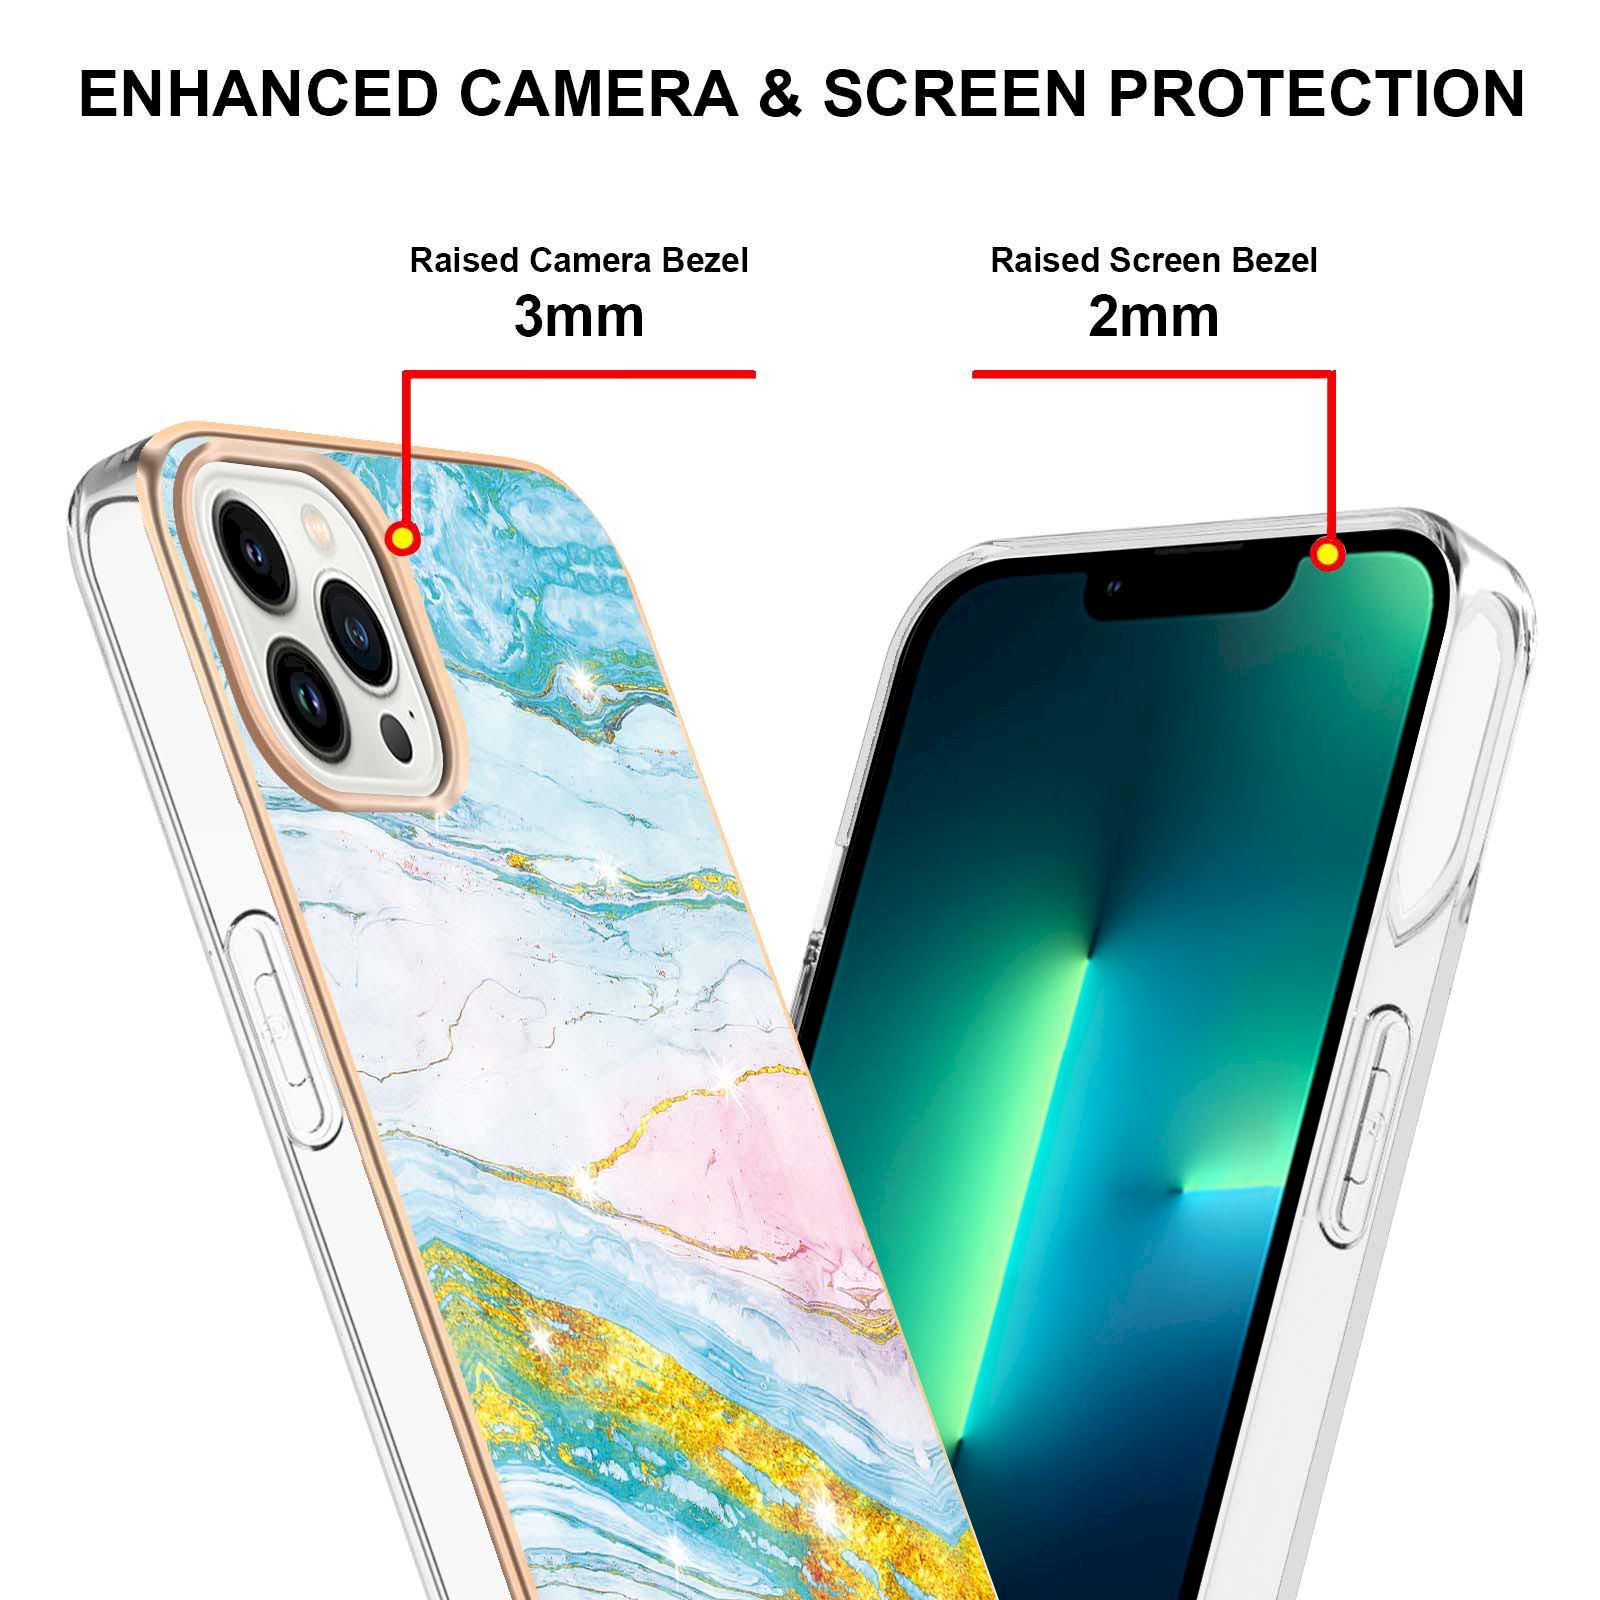 ENHANCED CAMERA & SCREEN PROTECTION
Raised Camera Bezel
3mm
Raised Screen Bezel
2mm